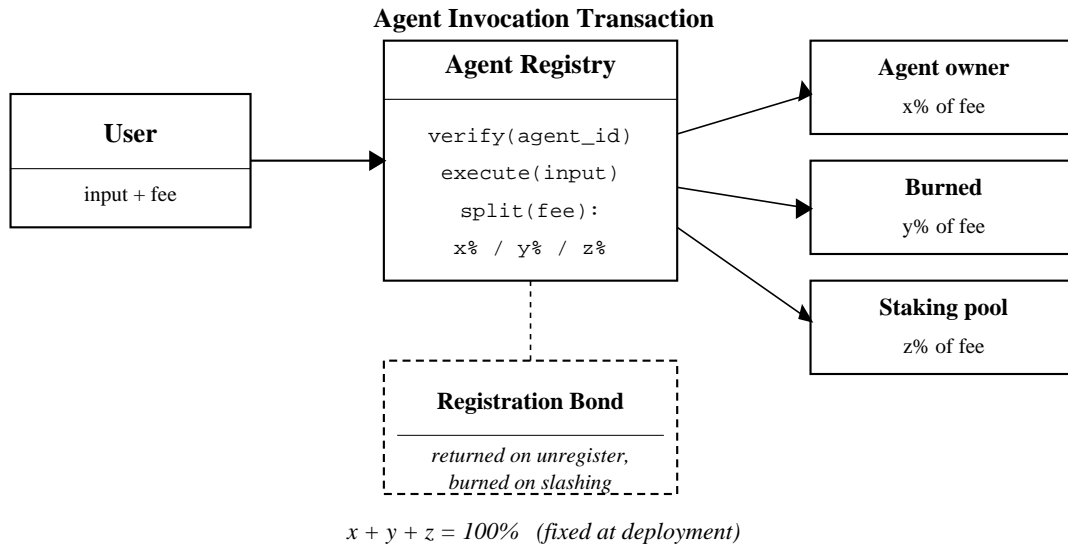 Agent Invocation Transaction
User
input + fee
Agent Registry
verify(agent_id)
execute(input)
split(fee):
x% / y% / z%
Agent owner
x% of fee
Burned
y% of fee
Staking pool
z% of fee
Registration Bond
returned on unregister,
burned on slashing
x + y + z = 100% (fixed at deployment)